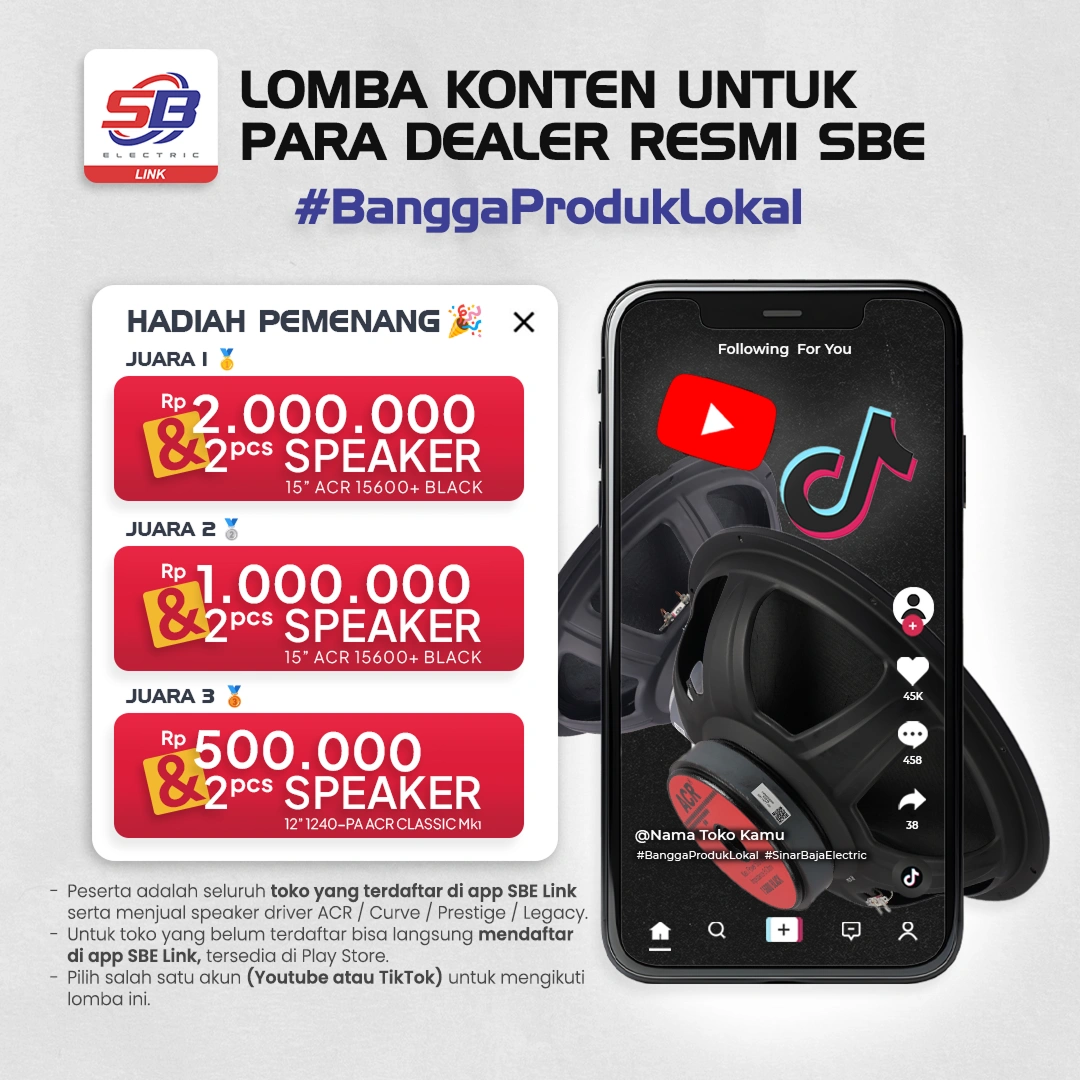 SB
ELECTRIC
LINK
LOMBA KONTEN UNTUK
PARA DEALER RESMI SBE
#BanggaProdukLokal
HADIAH PEMENANG
JUARA 1
Rp 2.000.000
& 2pcs SPEAKER
15” ACR 15600+ BLACK
JUARA 2
Rp 1.000.000
& 2pcs SPEAKER
15” ACR 15600+ BLACK
JUARA 3
Rp 500.000
& 2pcs SPEAKER
12” 1240-PA ACR CLASSIC Mk1
- Peserta adalah seluruh toko yang terdaftar di app SBE Link
serta menjual speaker driver ACR / Curve / Prestige / Legacy.
- Untuk toko yang belum terdaftar bisa langsung mendaftar
di app SBE Link, tersedia di Play Store.
- Pilih salah satu akun (Youtube atau TikTok) untuk mengikuti
lomba ini.
Following For You
45K
458
38
ACR
@Nama Toko Kamu
#BanggaProdukLokal #SinarBajaElectric